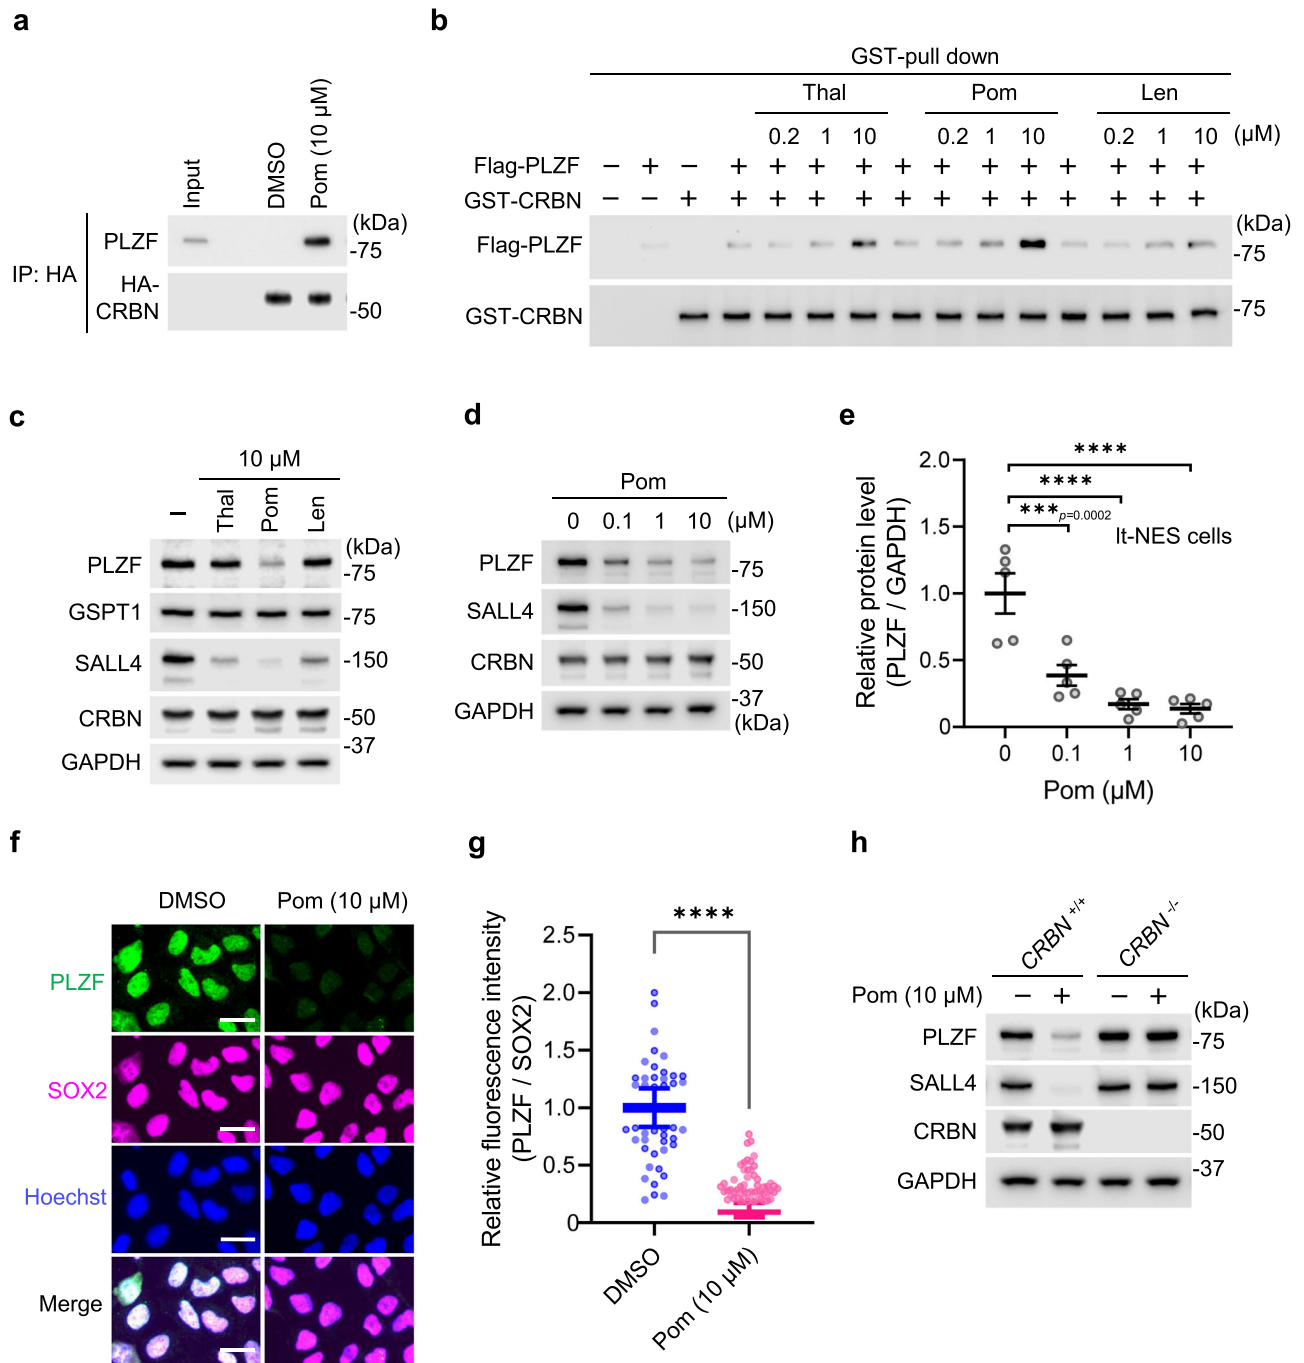 a
Input
DMSO
Pom (10 µM)
(kDa)
IP: HA
PLZF
-75
HA-
CRBN
-50
b
GST-pull down
Thal Pom Len
0.2 1 10 0.2 1 10 0.2 1 10 (µM)
Flag-PLZF − + − + + + + + + + + + + + +
GST-CRBN − − + + + + + + + + + + + + +
(kDa)
Flag-PLZF
-75
GST-CRBN
-75
c
10 µM
− Thal Pom Len
(kDa)
PLZF
-75
GSPT1 -75
SALL4 -150
CRBN -50
-37
GAPDH
d
Pom
0 0.1 1 10 (µM)
PLZF -75
SALL4 -150
CRBN -50
-37
GAPDH (kDa)
e
Relative protein level
(PLZF / GAPDH)
2.0
1.5
1.0
0.5
0
****
****
***p=0.0002
lt-NES cells
0 0.1 1 10
Pom (µM)
f
DMSO Pom (10 µM)
PLZF
SOX2
Hoechst
Merge
g
Relative fluorescence intensity
(PLZF / SOX2)
2.5
2.0
1.5
1.0
0.5
0
****
DMSO
Pom (10 µM)
h
CRBN +/+ CRBN -/-
Pom (10 µM) − + − +
(kDa)
PLZF -75
SALL4 -150
CRBN -50
-37
GAPDH